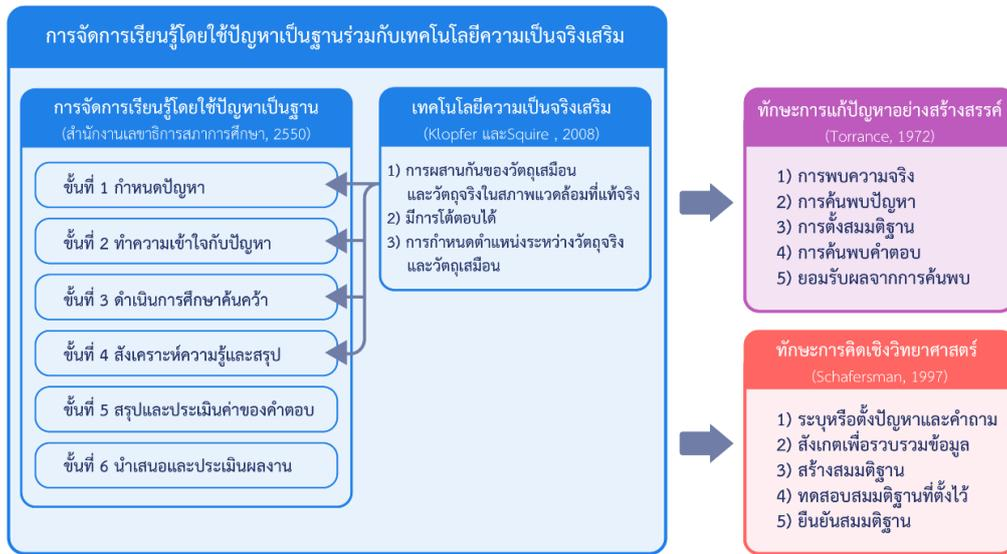 การจัดการเรียนรู้โดยใช้ปัญหาเป็นฐานร่วมกับเทคโนโลยีความเป็นจริงเสริม
การจัดการเรียนรู้โดยใช้ปัญหาเป็นฐาน
(สำนักงานเลขาธิการสภาการศึกษา, 2550)
ขั้นที่ 1 กำหนดปัญหา
ขั้นที่ 2 ทำความเข้าใจกับปัญหา
ขั้นที่ 3 ดำเนินการศึกษาค้นคว้า
ขั้นที่ 4 สังเคราะห์ความรู้และสรุป
ขั้นที่ 5 สรุปและประเมินค่าของคำตอบ
ขั้นที่ 6 นำเสนอและประเมินผลงาน
เทคโนโลยีความเป็นจริงเสริม
(Klopfer และSquire , 2008)
1) การผสานกันของวัตถุเสมือน
และวัตถุจริงในสภาพแวดล้อมที่แท้จริง
2) มีการโต้ตอบได้
3) การกำหนดตำแหน่งระหว่างวัตถุจริง
และวัตถุเสมือน
ทักษะการแก้ปัญหาอย่างสร้างสรรค์
(Torrance, 1972)
1) การพบความจริง
2) การค้นพบปัญหา
3) การตั้งสมมติฐาน
4) การค้นพบคำตอบ
5) ยอมรับผลจากการค้นพบ
ทักษะการคิดเชิงวิทยาศาสตร์
(Schafersman, 1997)
1) ระบุหรือตั้งปัญหาและคำถาม
2) สังเกตเพื่อรวบรวมข้อมูล
3) สร้างสมมติฐาน
4) ทดสอบสมมติฐานที่ตั้งไว้
5) ยืนยันสมมติฐาน